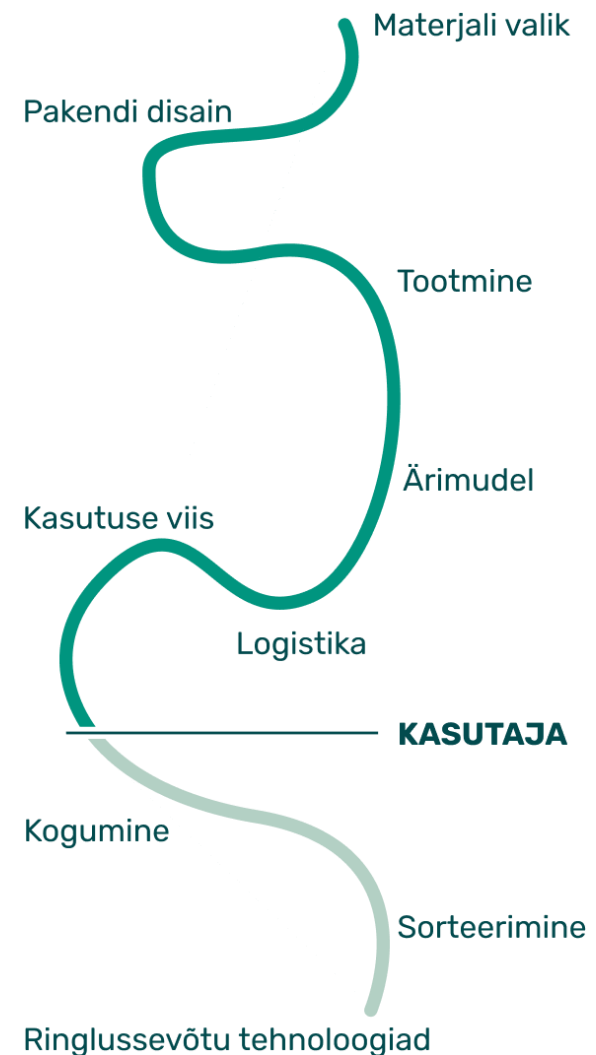 Materjali valik
Pakendi disain
Tootmine
Ärimudel
Kasutuse viis
Logistika
KASUTAJA
Kogumine
Sorteerimine
Ringlussevõtu tehnoloogiad